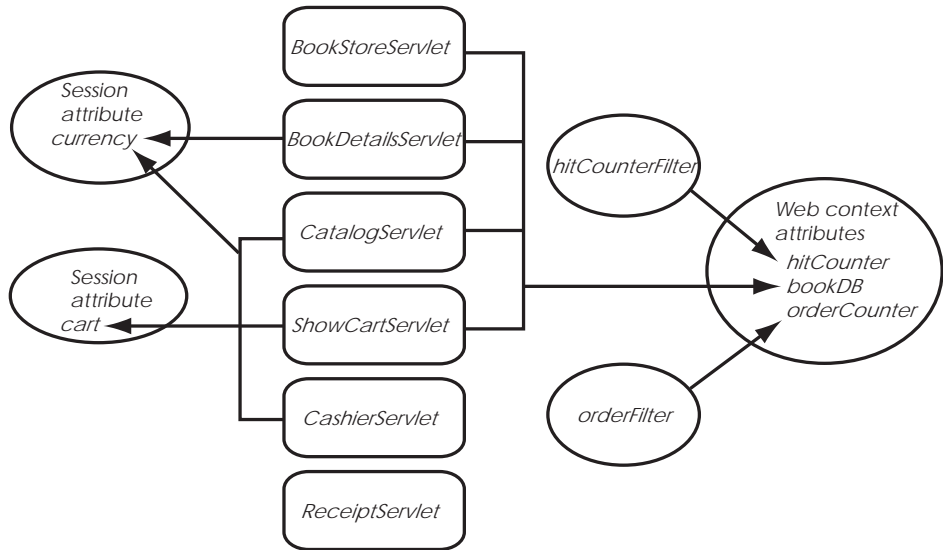 BookStoreServlet
Session
attribute
currency
BookDetailsServlet
hitCounterFilter
CatalogServlet
Web context
attributes
hitCounter
bookDB
orderCounter
Session
attribute
cart
ShowCartServlet
CashierServlet
orderFilter
ReceiptServlet